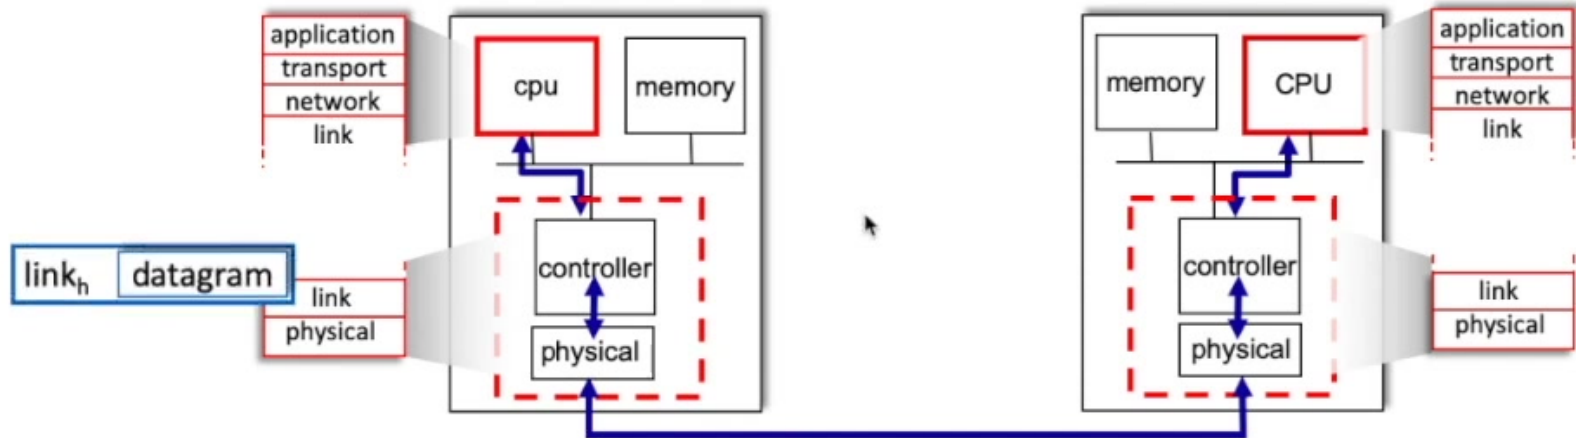 application
transport
network
link
cpu
memory
link_h datagram
link
physical
controller
physical
memory
CPU
application
transport
network
link
controller
physical
link
physical